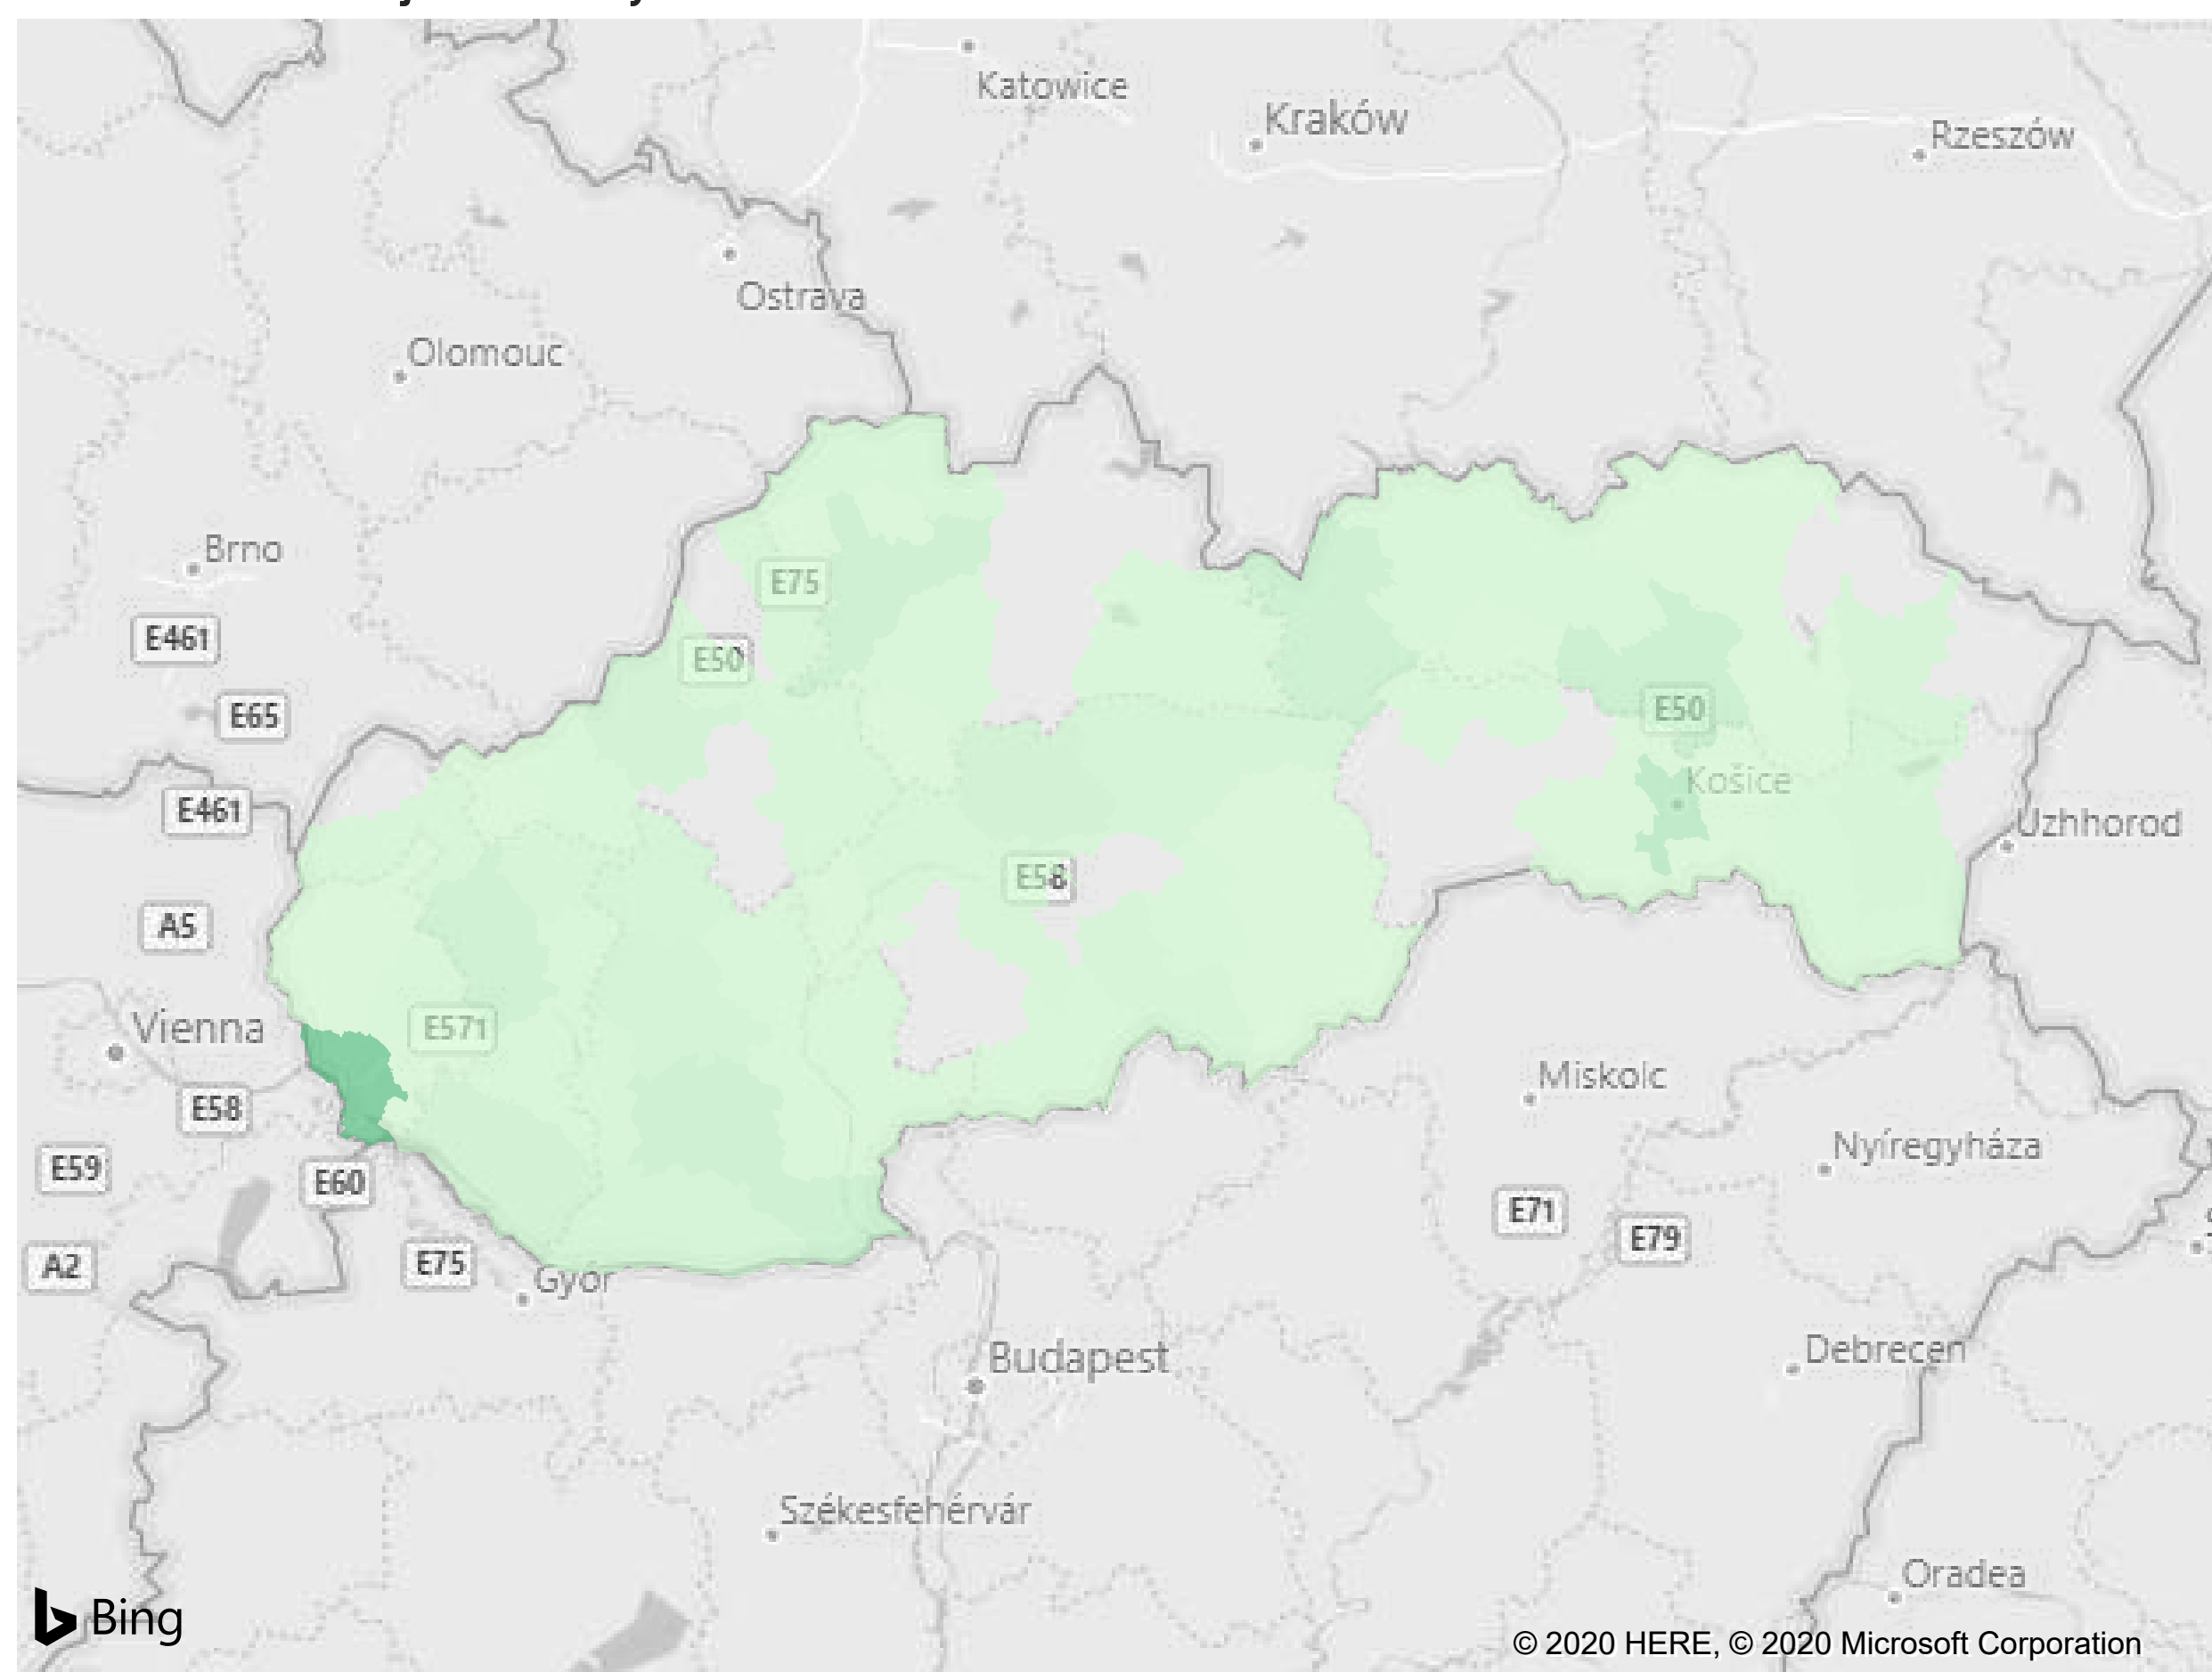 Katowice
Kraków
Rzeszów
Ostrava
Olomouc
Brno
E75
E461
E50
E65
E50
Košice
E461
Uzhhorod
E58
A5
Vienna
E571
Miskolc
E58
Nyíregyháza
E59
E60
E71
E79
A2
E75
Győr
Budapest
Debrecen
Székesfehérvár
Oradea
Bing
© 2020 HERE, © 2020 Microsoft Corporation